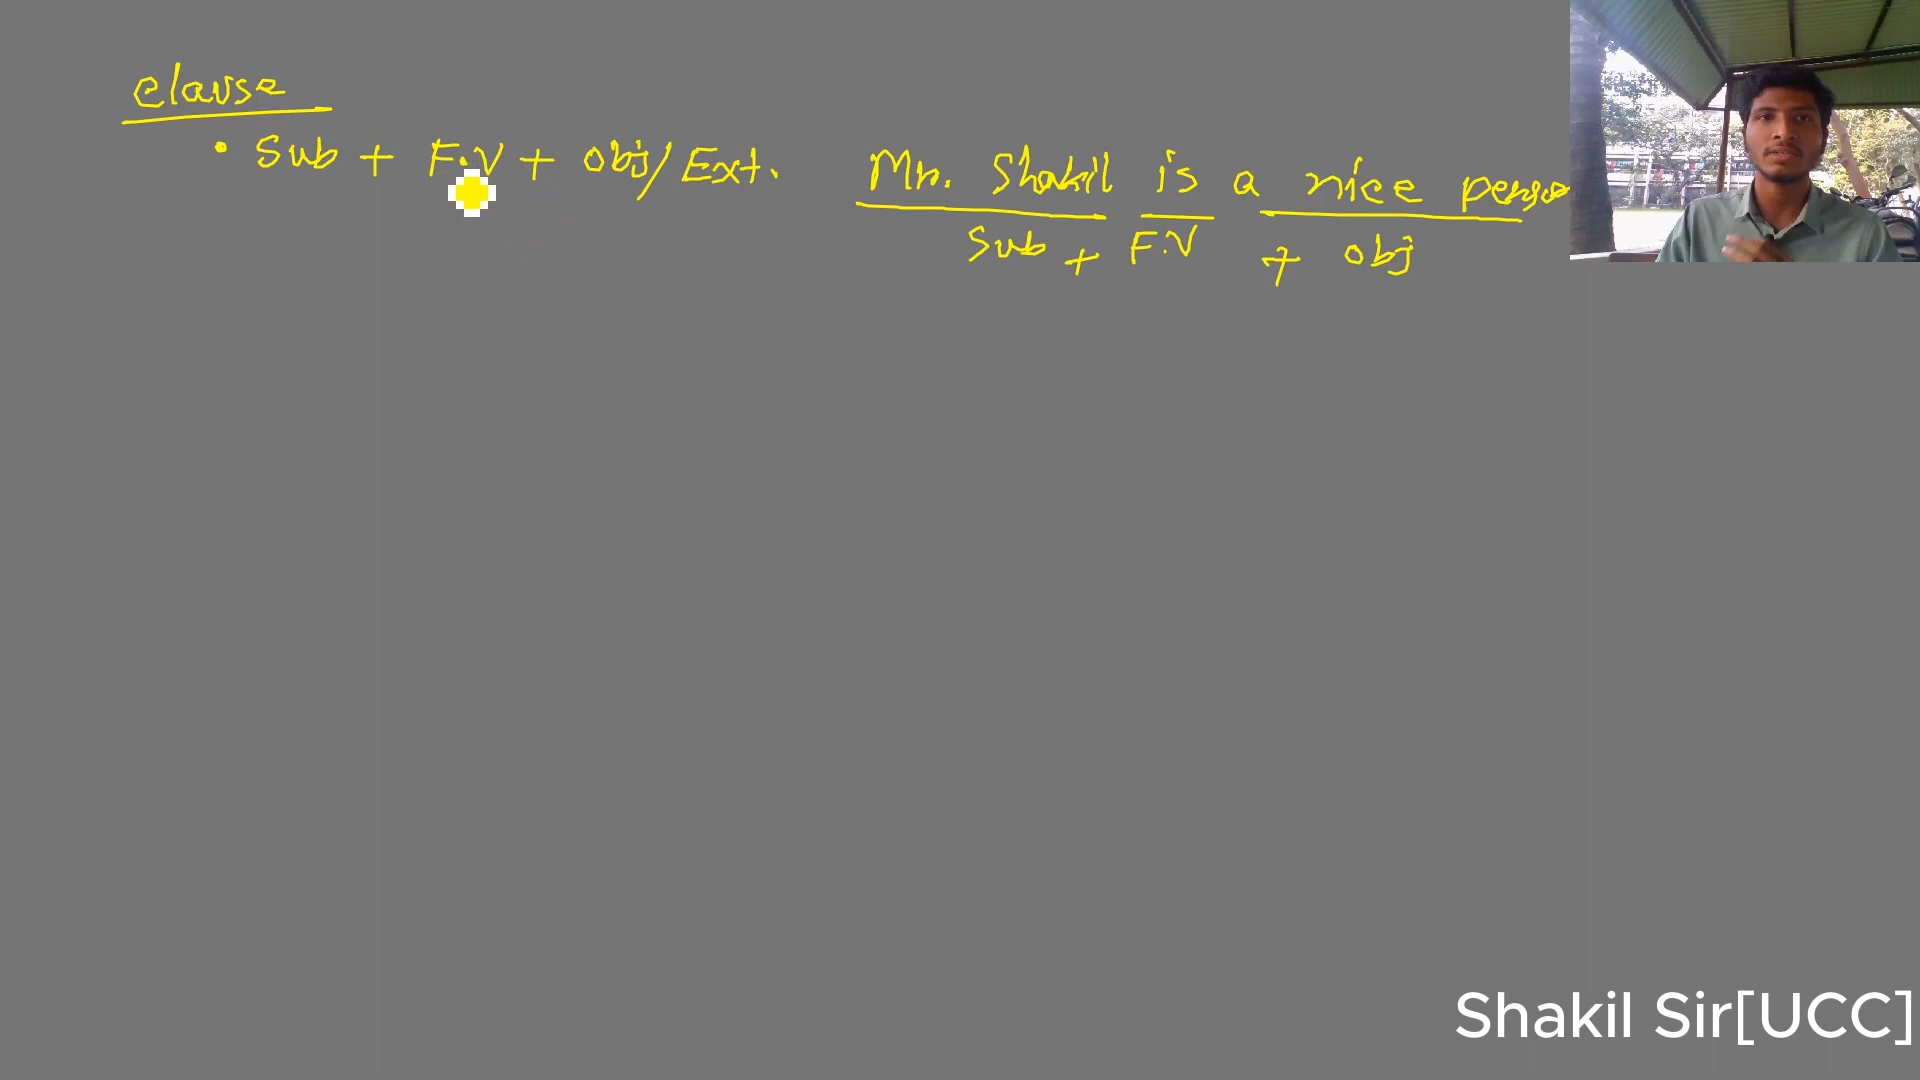 clause
• Sub + F.V + Obj/Ext.
Mr. Shakil is a nice perso
Sub + F.V + obj
Shakil Sir[UCC]